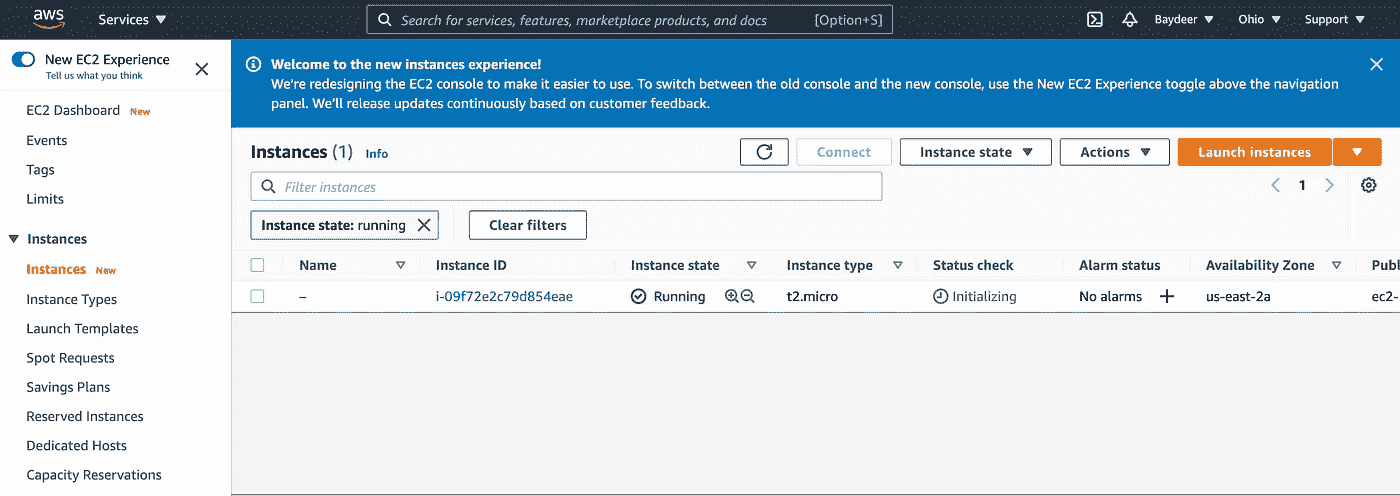 aws Services Search for services, features, marketplace products, and docs [Option+S] Baydeer Ohio Support
New EC2 Experience
Tell us what you think
EC2 Dashboard New
Events
Tags
Limits
Instances
Instances New
Instance Types
Launch Templates
Spot Requests
Savings Plans
Reserved Instances
Dedicated Hosts
Capacity Reservations
Welcome to the new instances experience!
We're redesigning the EC2 console to make it easier to use. To switch between the old console and the new console, use the New EC2 Experience toggle above the navigation
panel. We'll release updates continuously based on customer feedback.
Instances (1) Info Connect Instance state Actions Launch instances
Filter instances 1
Instance state: running Clear filters
Name Instance ID Instance state Instance type Status check Alarm status Availability Zone Publ
– i-09f72e2c79d854eae Running t2.micro Initializing No alarms + us-east-2a ec2-